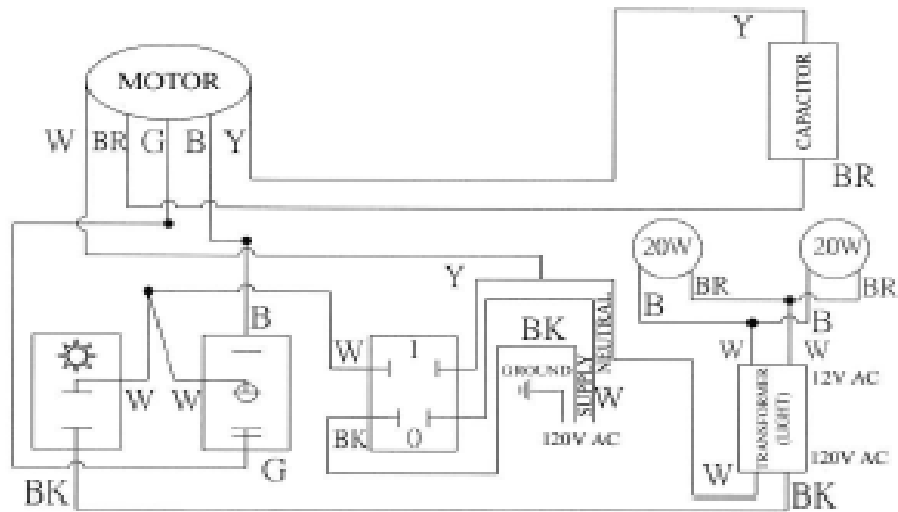 Y
MOTOR
CAPACITOR
W BR G B Y
BR
20W 20W
Y
BR BR
B B B
BK
NEUTRAL
W 1 W W
GROUND
12V AC
W W SUPPLY W
TRANSFORMER
(LIGHT)
BK 0 120V AC
120V AC
G W
BK BK